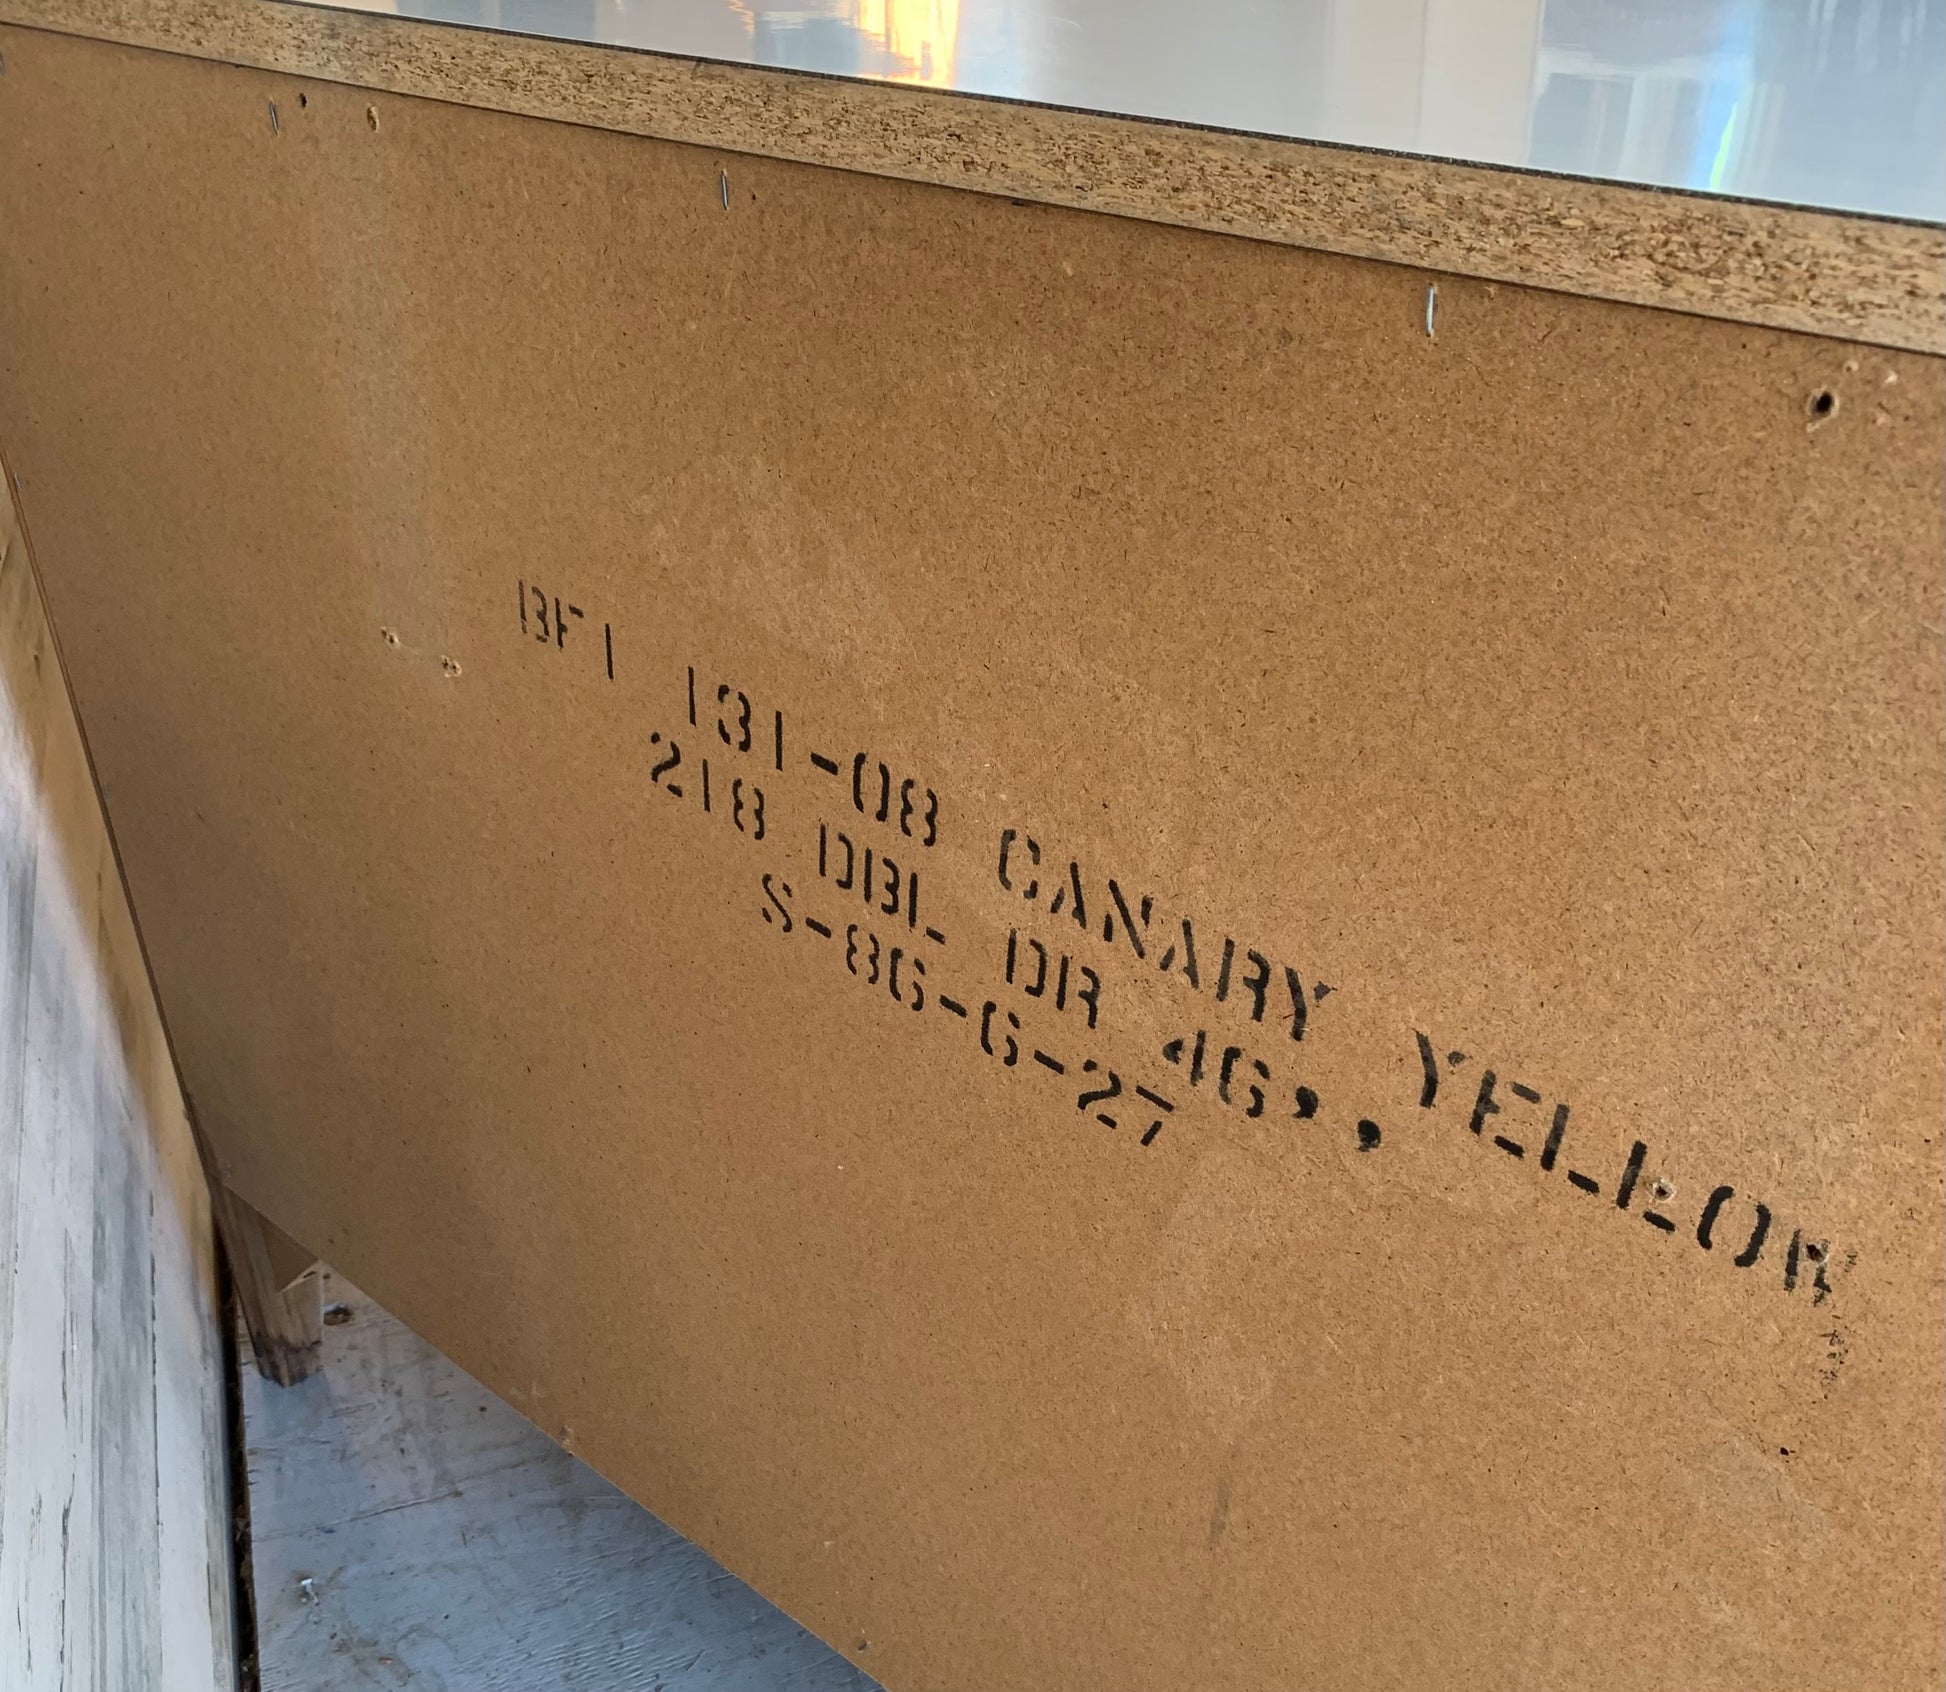 BFI 131-08 CANARY YELLOW
218 DBL DR 46",
S-86-6-27